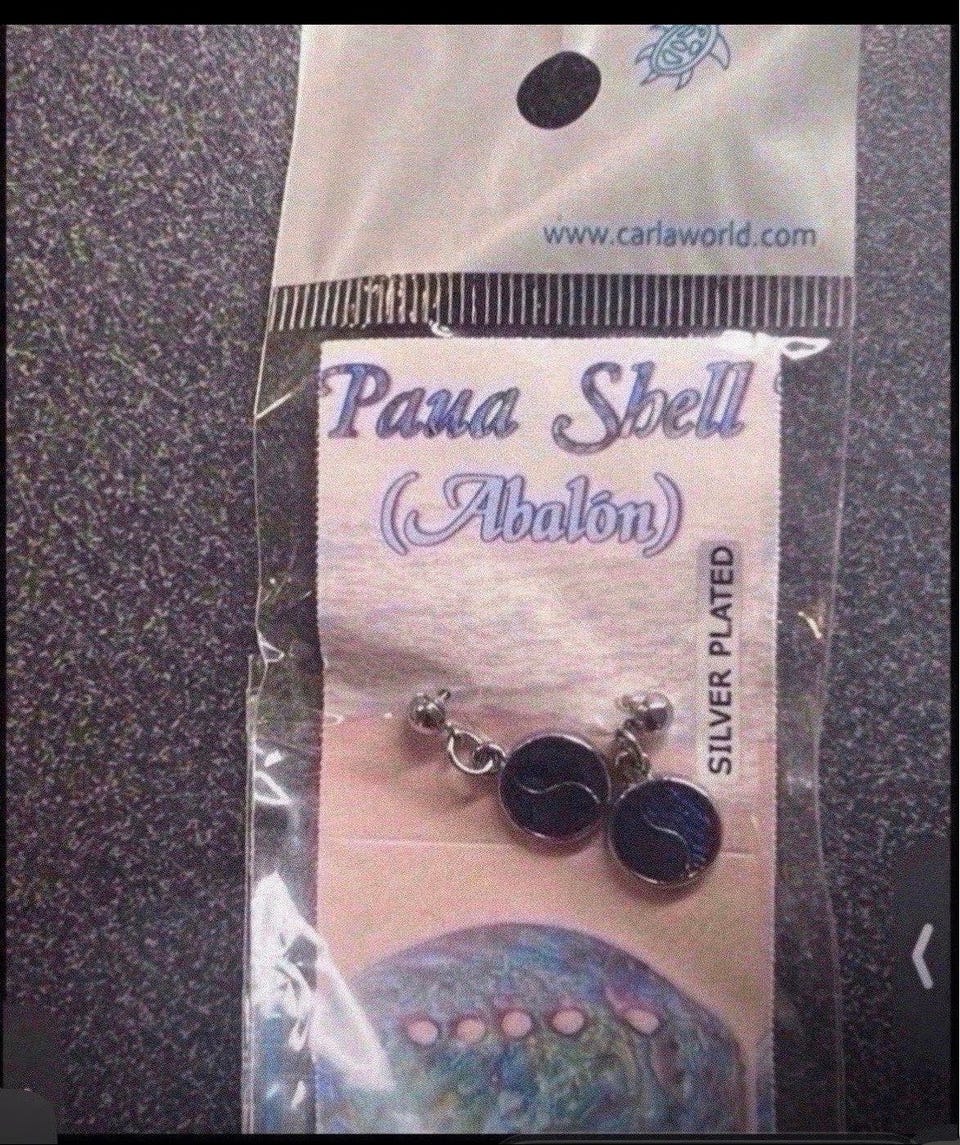 www.carlaworld.com
Paua Shell
(Abalón)
SILVER PLATED